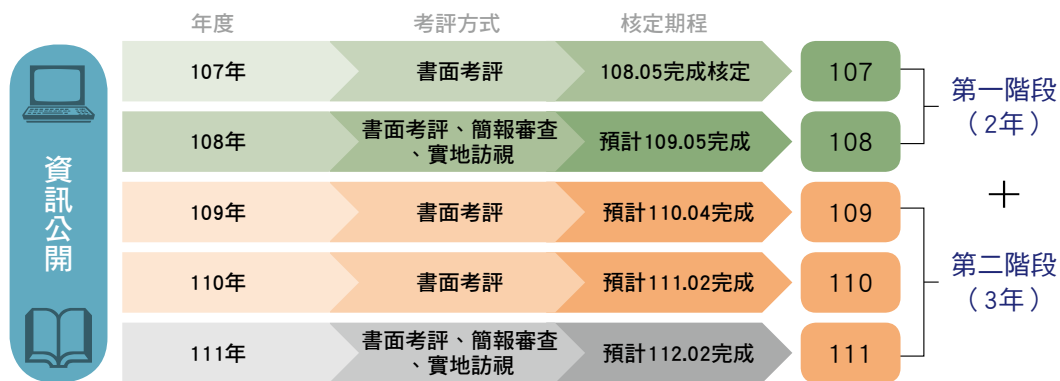 年度 考評方式 核定期程
資訊公開
107年 書面考評 108.05完成核定 107
108年 書面考評、簡報審查 預計109.05完成 108
、實地訪視
第一階段
（2年）
＋
109年 書面考評 預計110.04完成 109
110年 書面考評 預計111.02完成 110
111年 書面考評、簡報審查 預計112.02完成 111
、實地訪視
第二階段
（3年）